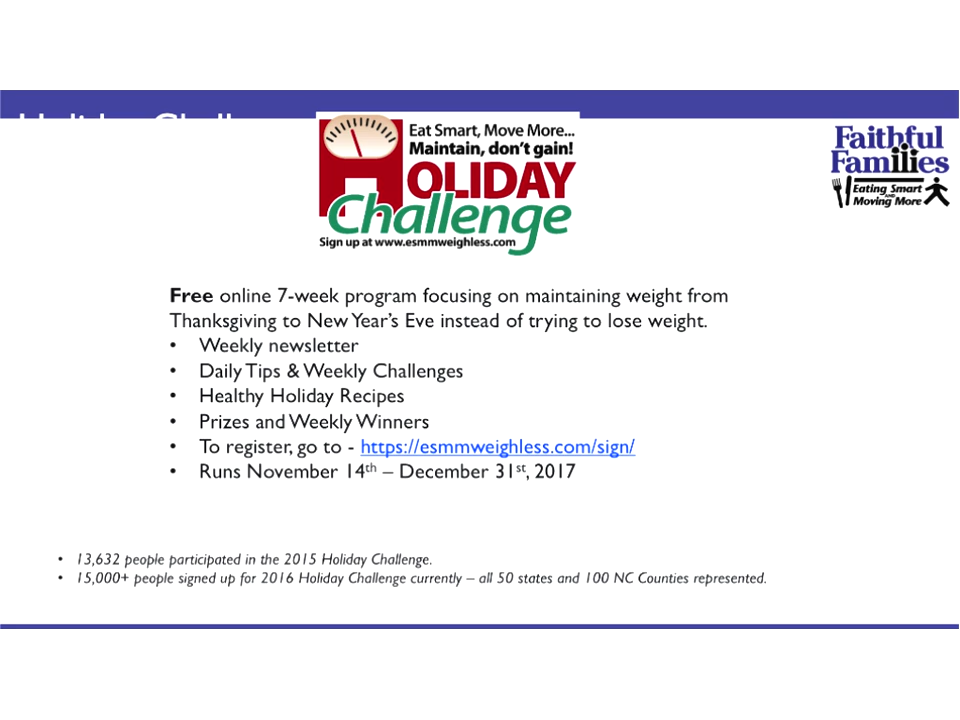 Eat Smart, Move More...
Maintain, don't gain!
HOLIDAY
Challenge
Sign up at www.esmmweighless.com
Faithful
Families
Eating Smart
AND
Moving More
Free online 7-week program focusing on maintaining weight from
Thanksgiving to New Year's Eve instead of trying to lose weight.
• Weekly newsletter
• Daily Tips & Weekly Challenges
• Healthy Holiday Recipes
• Prizes and Weekly Winners
• To register, go to - https://esmmweighless.com/sign/
• Runs November 14th – December 31st, 2017
• 13,632 people participated in the 2015 Holiday Challenge.
• 15,000+ people signed up for 2016 Holiday Challenge currently – all 50 states and 100 NC Counties represented.